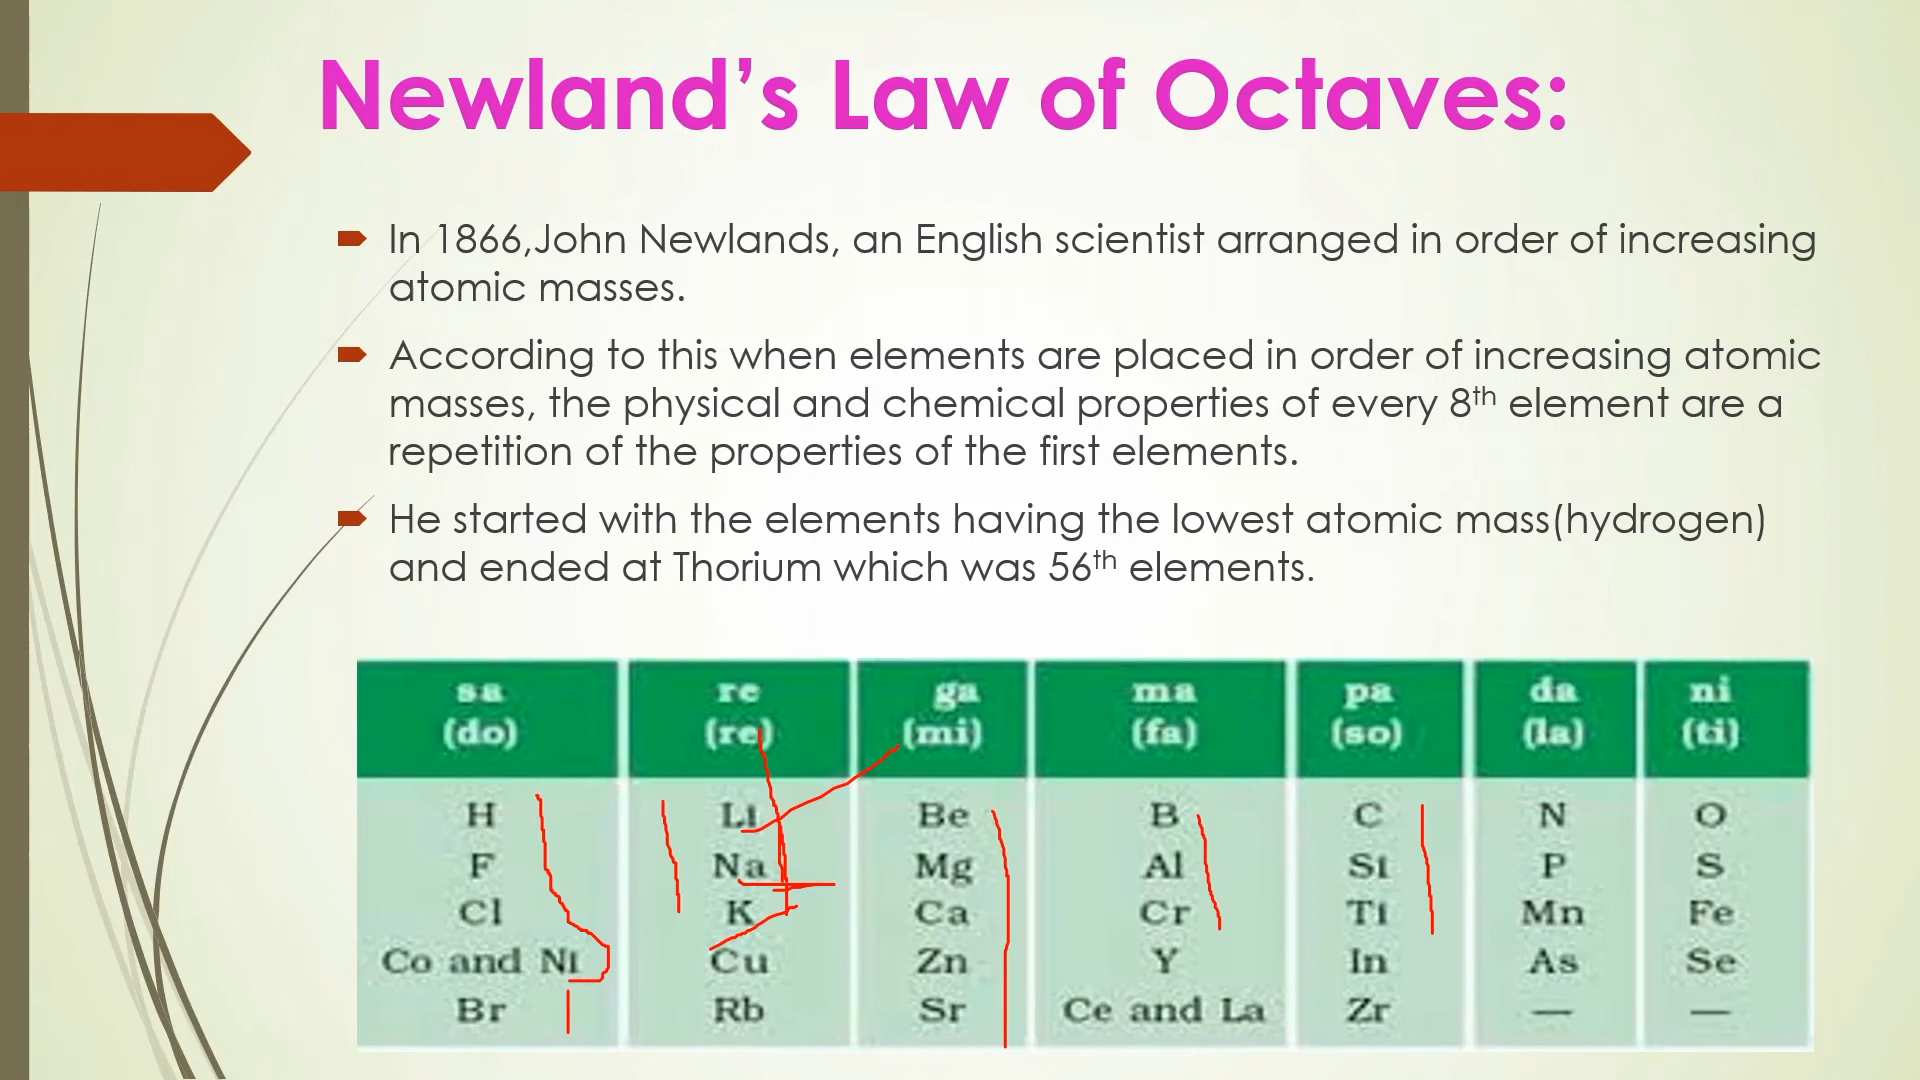 Newland’s Law of Octaves:
In 1866,John Newlands, an English scientist arranged in order of increasing
atomic masses.
According to this when elements are placed in order of increasing atomic
masses, the physical and chemical properties of every 8th element are a
repetition of the properties of the first elements.
He started with the elements having the lowest atomic mass(hydrogen)
and ended at Thorium which was 56th elements.
sa re ga ma pa da ni
(do) (re) (mi) (fa) (so) (la) (ti)
H Li Be B C N O
F Na Mg Al Si P S
Cl K Ca Cr Ti Mn Fe
Co and Ni Cu Zn Y In As Se
Br Rb Sr Ce and La Zr — —